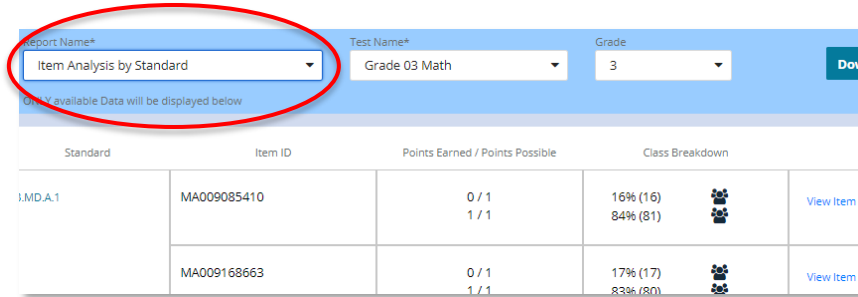 Report Name*
Test Name*
Grade
Item Analysis by Standard
Grade 03 Math
3
ONLY available Data will be displayed below
Standard
Item ID
Points Earned / Points Possible
Class Breakdown
.MD.A.1
MA009085410
0 / 1
1 / 1
16% (16)
84% (81)
View Item
MA009168663
0 / 1
1 / 1
17% (17)
83% (80)
View Item